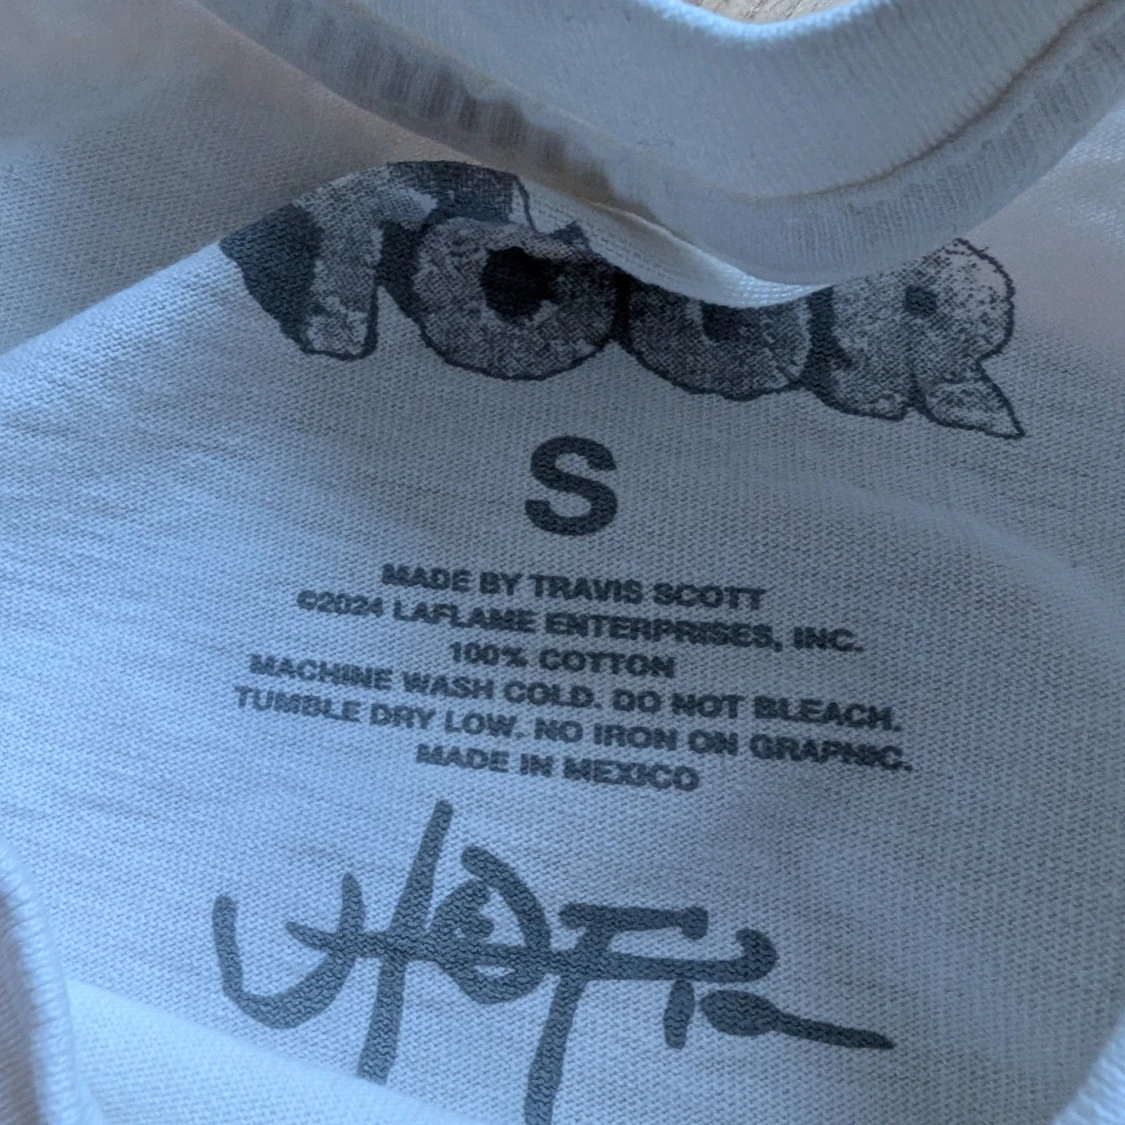 TOUR
S
MADE BY TRAVIS SCOTT
©2024 LAFLAME ENTERPRISES, INC.
100% COTTON
MACHINE WASH COLD. DO NOT BLEACH.
TUMBLE DRY LOW. NO IRON ON GRAPHIC.
MADE IN MEXICO